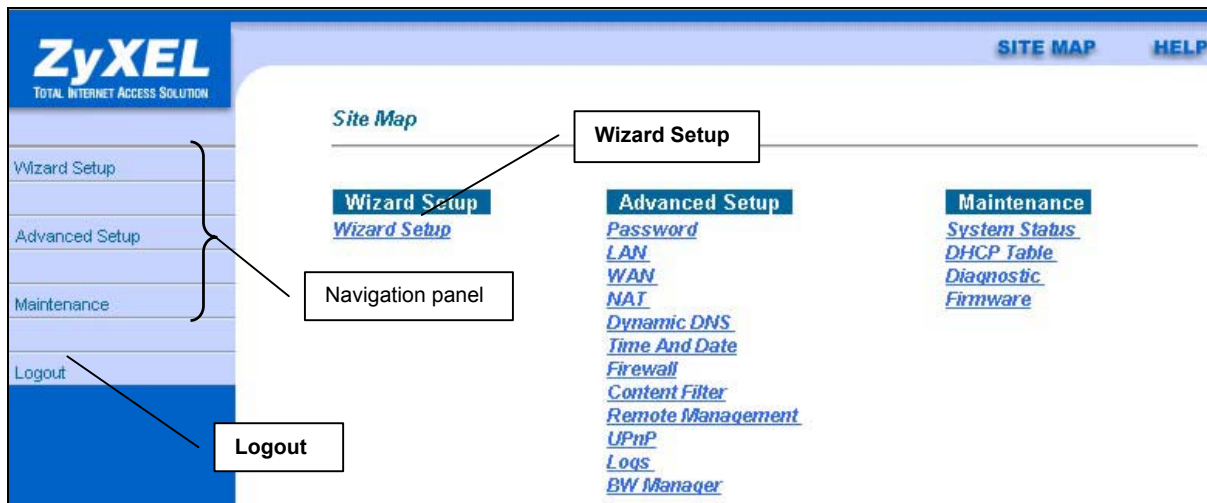 ZyXEL
TOTAL INTERNET ACCESS SOLUTION
SITE MAP
HELP
Site Map
Wizard Setup
Wizard Setup
Advanced Setup
Maintenance
Logout
Navigation panel
Logout
Wizard Setup
Wizard Setup
Advanced Setup
Password
LAN
WAN
NAT
Dynamic DNS
Time And Date
Firewall
Content Filter
Remote Management
UPnP
Logs
BW Manager
Maintenance
System Status
DHCP Table
Diagnostic
Firmware